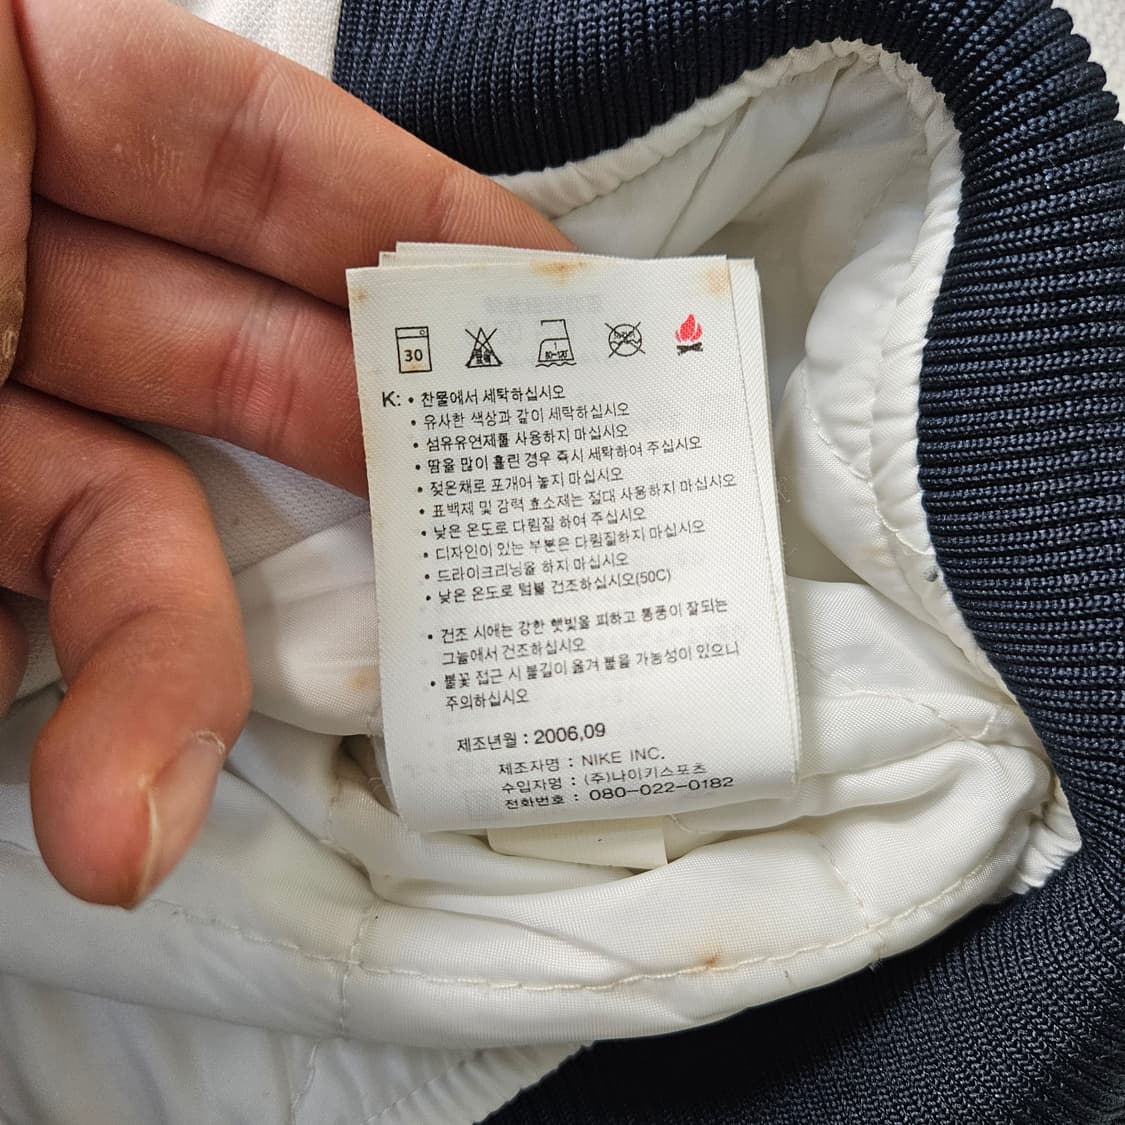 30
80~120
K: • 찬물에서 세탁하십시오
• 유사한 색상과 같이 세탁하십시오
• 섬유유연제를 사용하지 마십시오
• 땀을 많이 흘린 경우 즉시 세탁하여 주십시오
• 젖은채로 포개어 놓지 마십시오
• 표백제 및 강력 효소제는 절대 사용하지 마십시오
• 낮은 온도로 다림질 하여 주십시오
• 디자인이 있는 부분은 다림질하지 마십시오
• 드라이크리닝을 하지 마십시오
• 낮은 온도로 텀블 건조하십시오(50C)
• 건조 시에는 강한 햇빛을 피하고 통풍이 잘되는
그늘에서 건조하십시오
• 불꽃 접근 시 불길이 옮겨 붙을 가능성이 있으니
주의하십시오
제조년월 : 2006,09
제조자명 : NIKE INC.
수입자명 : (주)나이키스포츠
전화번호 : 080-022-0182